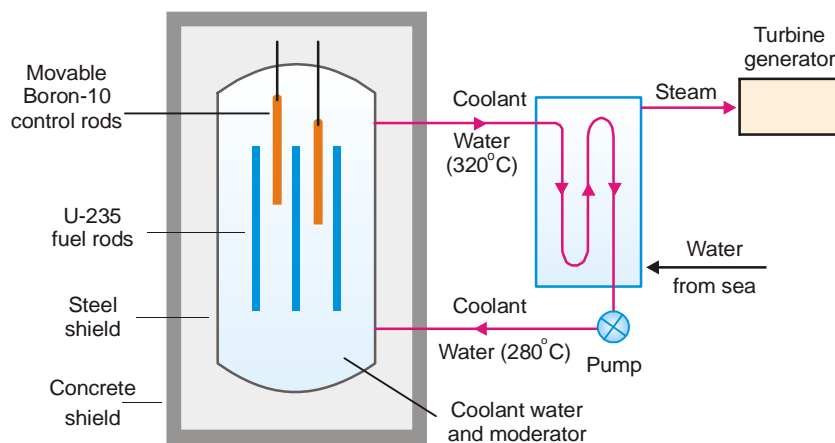 Movable
Boron-10
control rods
U-235
fuel rods
Steel
shield
Concrete
shield
Coolant
Water
(320°C)
Steam
Turbine
generator
Water
from sea
Coolant
Water (280°C)
Pump
Coolant water
and moderator